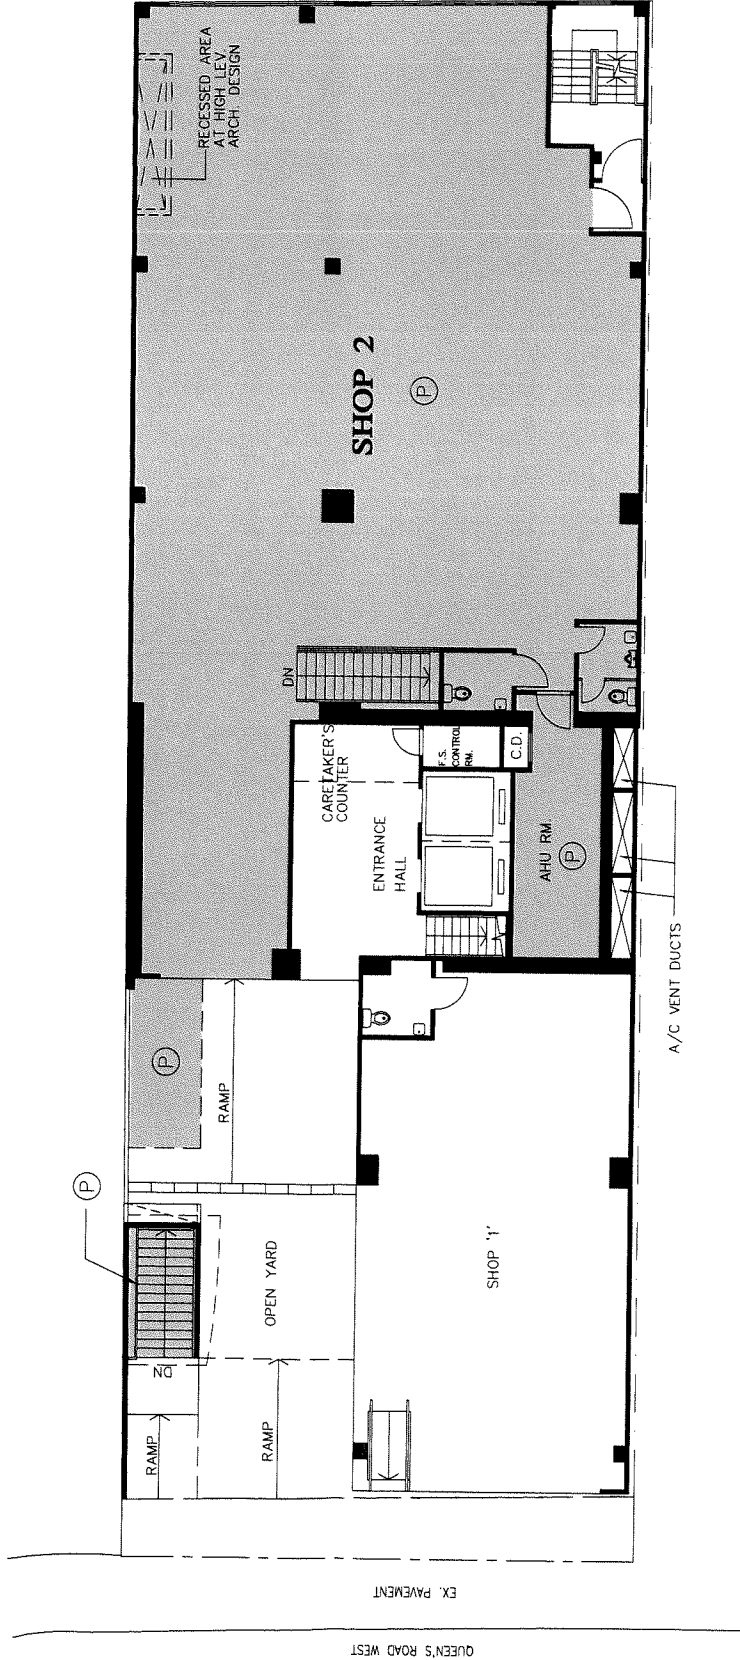 RECESSED AREA
AT HIGH LEV.
ARCH. DESIGN
SHOP 2
P
DN
CARETAKER'S
COUNTER
F.S.
CONTROL
RM.
C.D.
ENTRANCE
HALL
AHU RM.
P
A/C VENT DUCTS
P
RAMP
P
OPEN YARD
SHOP '1'
DN
RAMP
RAMP
EX. PAVEMENT
QUEEN'S ROAD WEST